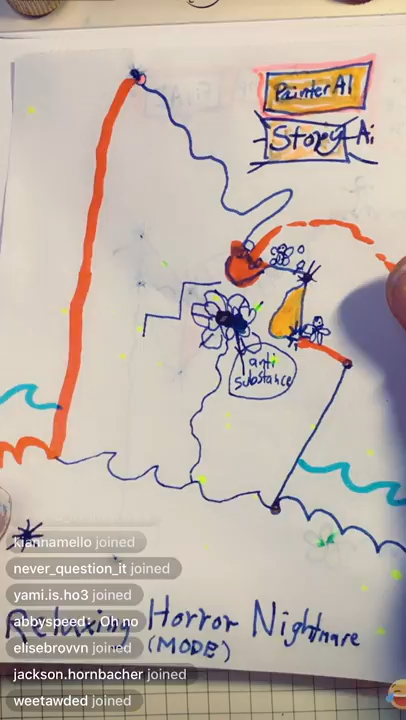 Painter AI
Story Ai
anti
substance
kiannamello joined
never_question_it joined
yami.is.ho3 joined
abbyspeed: Oh no
elisebrovvn joined
Relaxing Horror Nightmare
(MODE)
jackson.hornbacher joined
weetawded joined